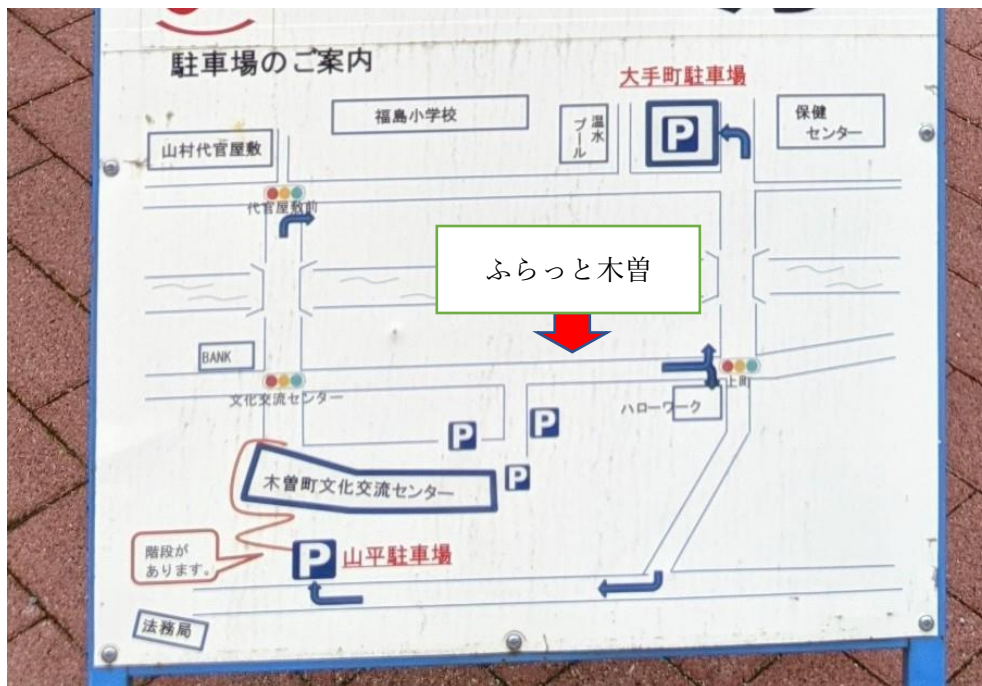 駐車場のご案内
大手町駐車場
福島小学校
温水
プール
P
保健
センター
山村代官屋敷
代官屋敷前
ふらっと木曽
BANK
文化交流センター
上町
ハローワーク
P
P
P
木曽町文化交流センター
階段が
あります。
P
山平駐車場
法務局